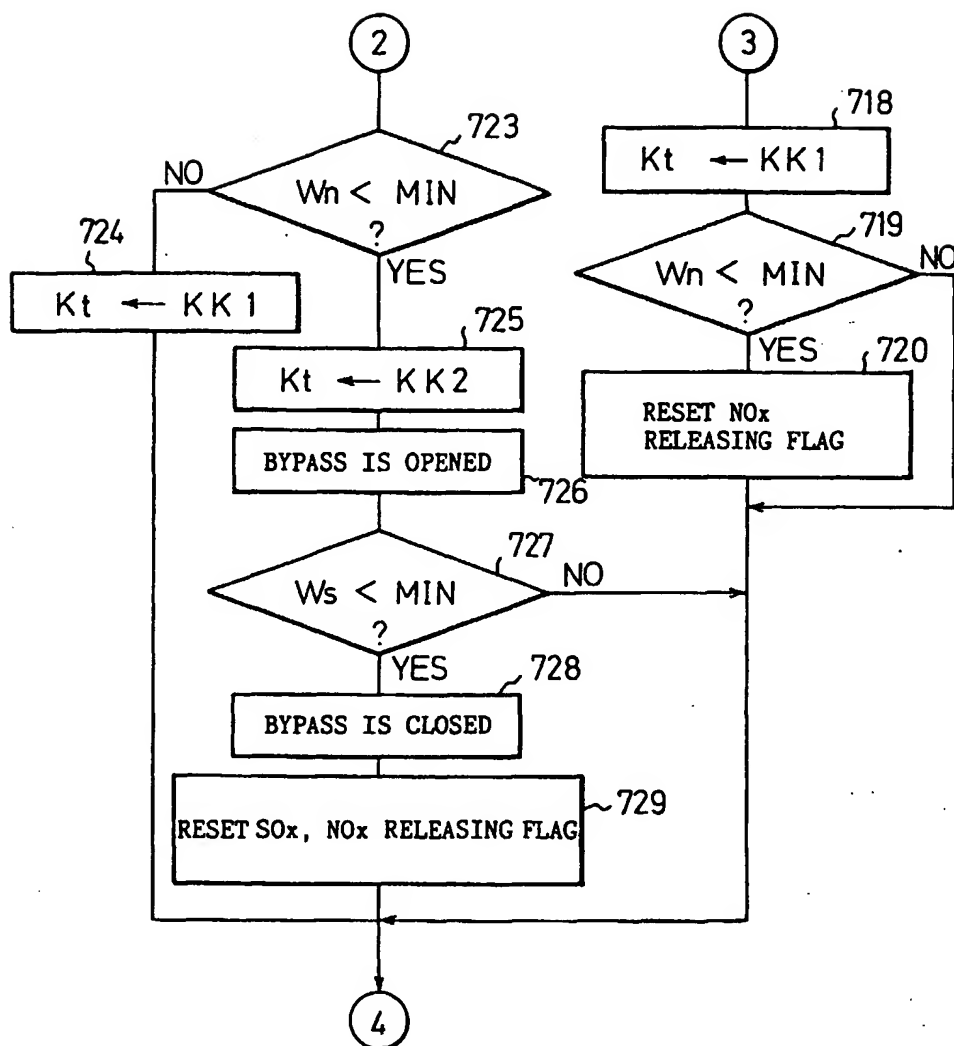 2
3
723
718
Kt ← KK1
NO
Wn < MIN
?
YES
719
724
Wn < MIN
?
NO
YES
Kt ← KK1
725
Kt ← KK2
720
RESET NOx
RELEASING FLAG
BYPASS IS OPENED
726
727
Ws < MIN
?
NO
YES
728
BYPASS IS CLOSED
729
RESET SOx, NOx RELEASING FLAG
4